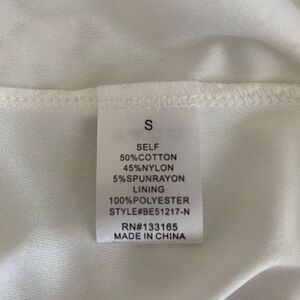 S
SELF
50%COTTON
45%NYLON
5%SPUNRAYON
LINING
100%POLYESTER
STYLE#BE51217-N
RN#133165
MADE IN CHINA